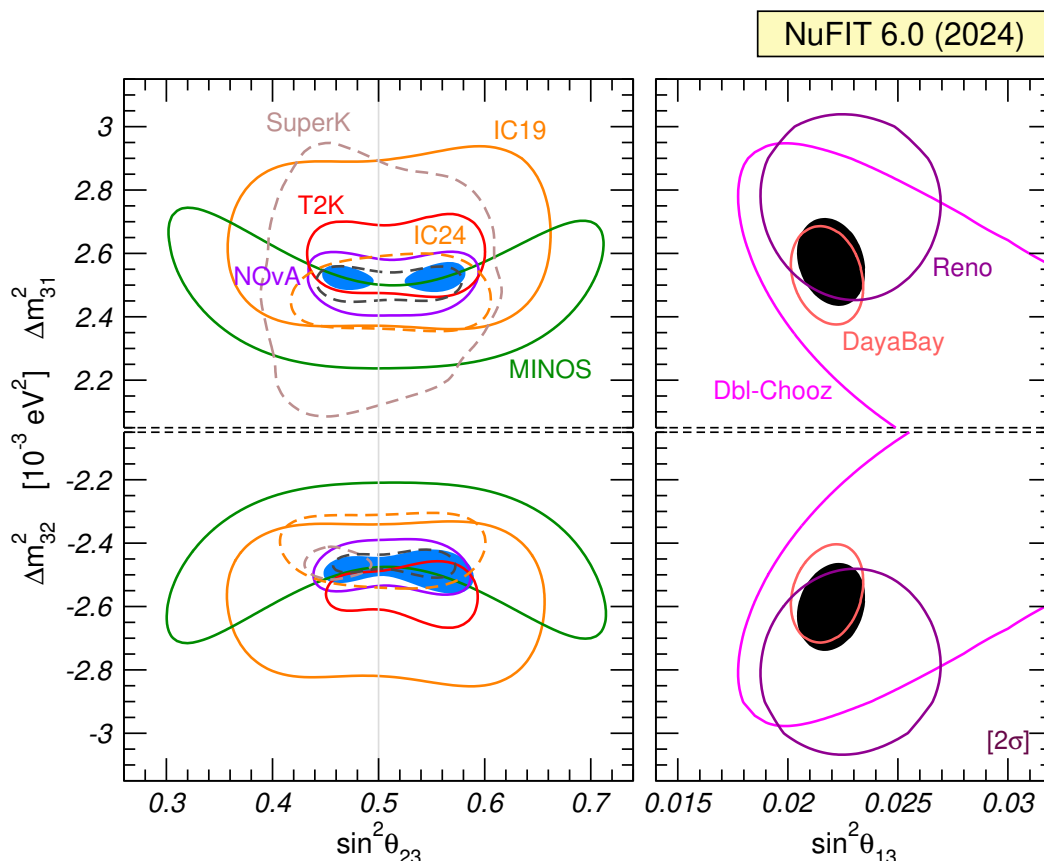 NuFIT 6.0 (2024)
SuperK
IC19
T2K
IC24
NOvA
MINOS
Reno
DayaBay
Dbl-Chooz
[2σ]
3
2.8
2.6
2.4
2.2
-2.2
-2.4
-2.6
-2.8
-3
Δm²₃₂ [10⁻³ eV²] Δm²₃₁
0.3 0.4 0.5 0.6 0.7
0.015 0.02 0.025 0.03
sin²θ₂₃
sin²θ₁₃